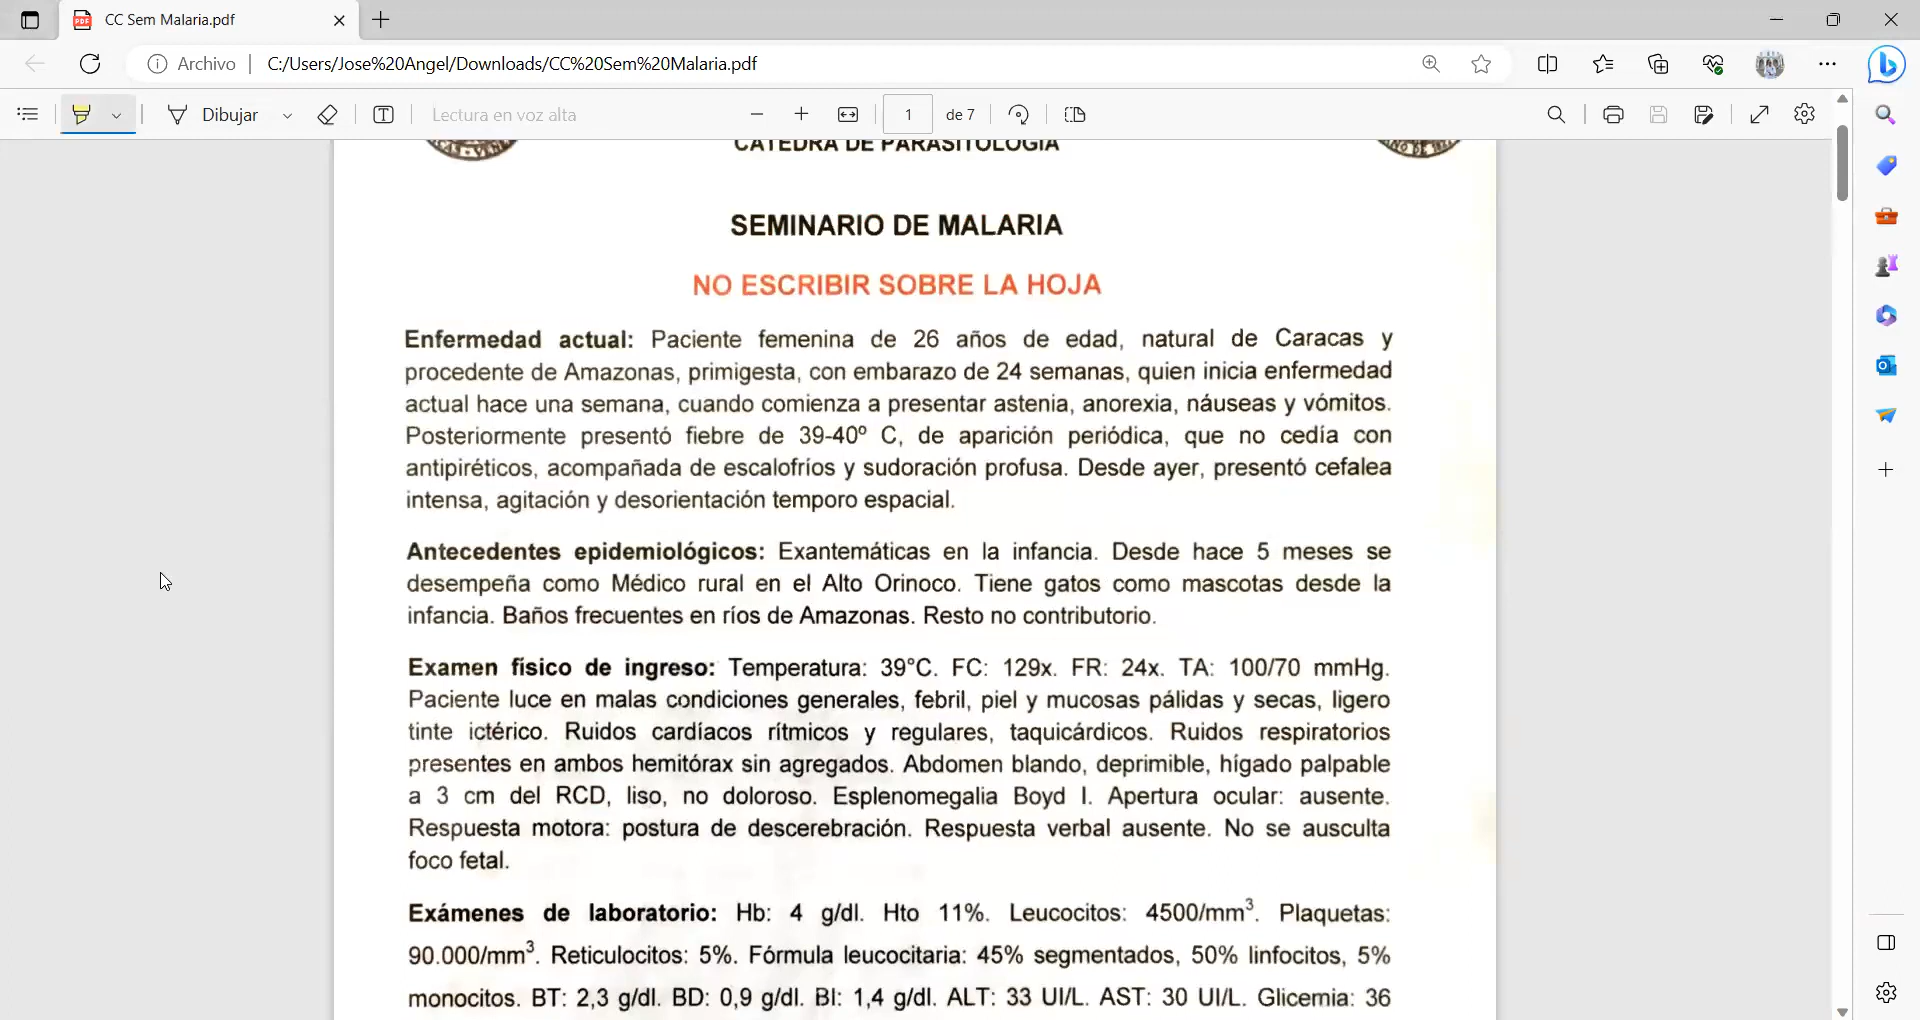 CC Sem Malaria.pdf
Archivo
C:/Users/Jose%20Angel/Downloads/CC%20Sem%20Malaria.pdf
Dibujar
Lectura en voz alta
1 de 7
CÁTEDRA DE PARASITOLOGÍA
SEMINARIO DE MALARIA
NO ESCRIBIR SOBRE LA HOJA
Enfermedad actual: Paciente femenina de 26 años de edad, natural de Caracas y
procedente de Amazonas, primigesta, con embarazo de 24 semanas, quien inicia enfermedad
actual hace una semana, cuando comienza a presentar astenia, anorexia, náuseas y vómitos.
Posteriormente presentó fiebre de 39-40º C, de aparición periódica, que no cedía con
antipiréticos, acompañada de escalofríos y sudoración profusa. Desde ayer, presentó cefalea
intensa, agitación y desorientación temporo espacial.
Antecedentes epidemiológicos: Exantemáticas en la infancia. Desde hace 5 meses se
desempeña como Médico rural en el Alto Orinoco. Tiene gatos como mascotas desde la
infancia. Baños frecuentes en ríos de Amazonas. Resto no contributorio.
Examen físico de ingreso: Temperatura: 39°C. FC: 129x. FR: 24x. TA: 100/70 mmHg.
Paciente luce en malas condiciones generales, febril, piel y mucosas pálidas y secas, ligero
tinte ictérico. Ruidos cardíacos rítmicos y regulares, taquicárdicos. Ruidos respiratorios
presentes en ambos hemitórax sin agregados. Abdomen blando, deprimible, hígado palpable
a 3 cm del RCD, liso, no doloroso. Esplenomegalia Boyd I. Apertura ocular: ausente.
Respuesta motora: postura de descerebración. Respuesta verbal ausente. No se ausculta
foco fetal.
Exámenes de laboratorio: Hb: 4 g/dl. Hto 11%. Leucocitos: 4500/mm³. Plaquetas:
90.000/mm³. Reticulocitos: 5%. Fórmula leucocitaria: 45% segmentados, 50% linfocitos, 5%
monocitos. BT: 2,3 g/dl. BD: 0,9 g/dl. BI: 1,4 g/dl. ALT: 33 UI/L. AST: 30 UI/L. Glicemia: 36